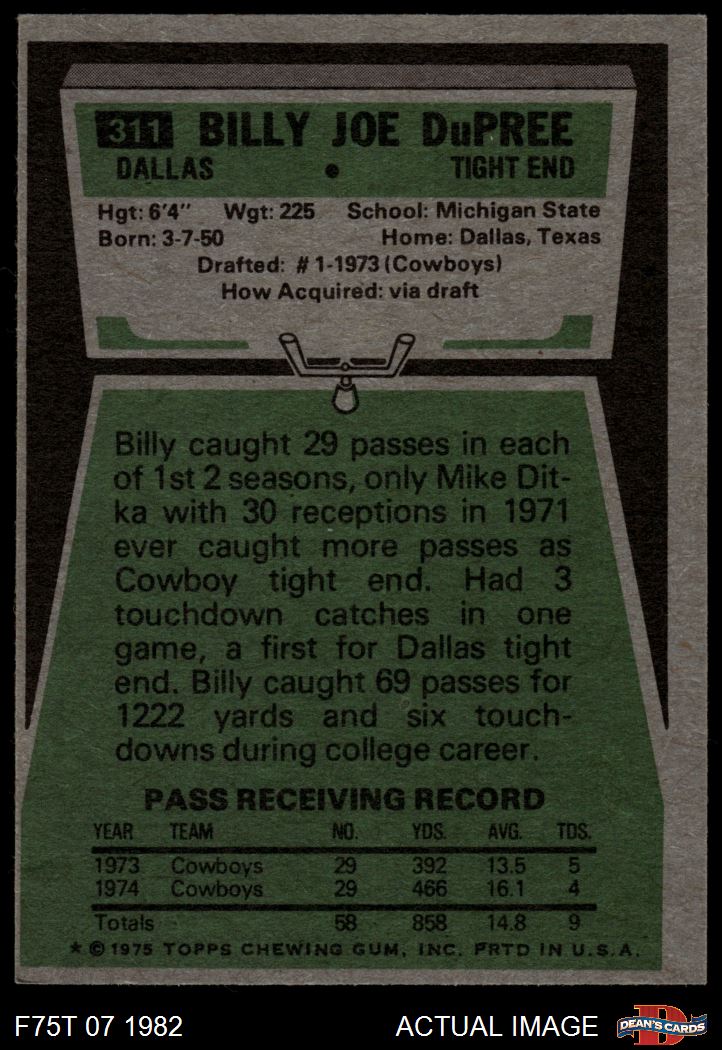 311 BILLY JOE DuPREE
DALLAS • TIGHT END
Hgt: 6'4" Wgt: 225 School: Michigan State
Born: 3-7-50 Home: Dallas, Texas
Drafted: #1-1973 (Cowboys)
How Acquired: via draft
Billy caught 29 passes in each
of 1st 2 seasons, only Mike Dit-
ka with 30 receptions in 1971
ever caught more passes as
Cowboy tight end. Had 3
touchdown catches in one
game, a first for Dallas tight
end. Billy caught 69 passes for
1222 yards and six touch-
downs during college career.
PASS RECEIVING RECORD
YEAR TEAM NO. YDS. AVG. TDS.
1973 Cowboys 29 392 13.5 5
1974 Cowboys 29 466 16.1 4
Totals 58 858 14.8 9
★ © 1975 TOPPS CHEWING GUM, INC. PRTD IN U.S.A.
F75T 07 1982 ACTUAL IMAGE D DEAN'S CARDS